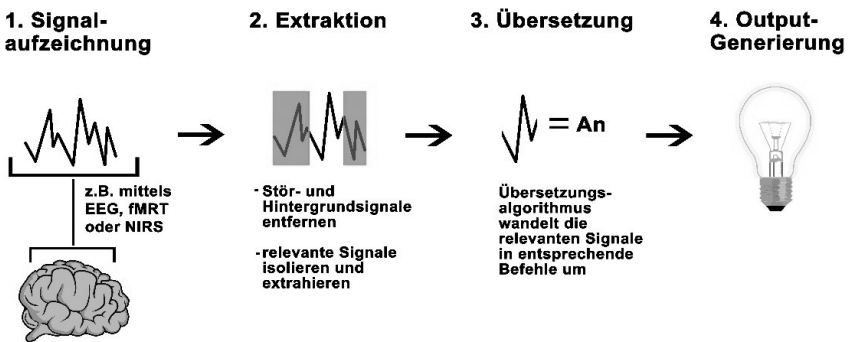 1. Signal-
aufzeichnung
z.B. mittels
EEG, fMRT
oder NIRS
2. Extraktion
- Stör- und
Hintergrundsignale
entfernen
-relevante Signale
isolieren und
extrahieren
3. Übersetzung
= An
Übersetzungs-
algorithmus
wandelt die
relevanten Signale
in entsprechende
Befehle um
4. Output-
Generierung